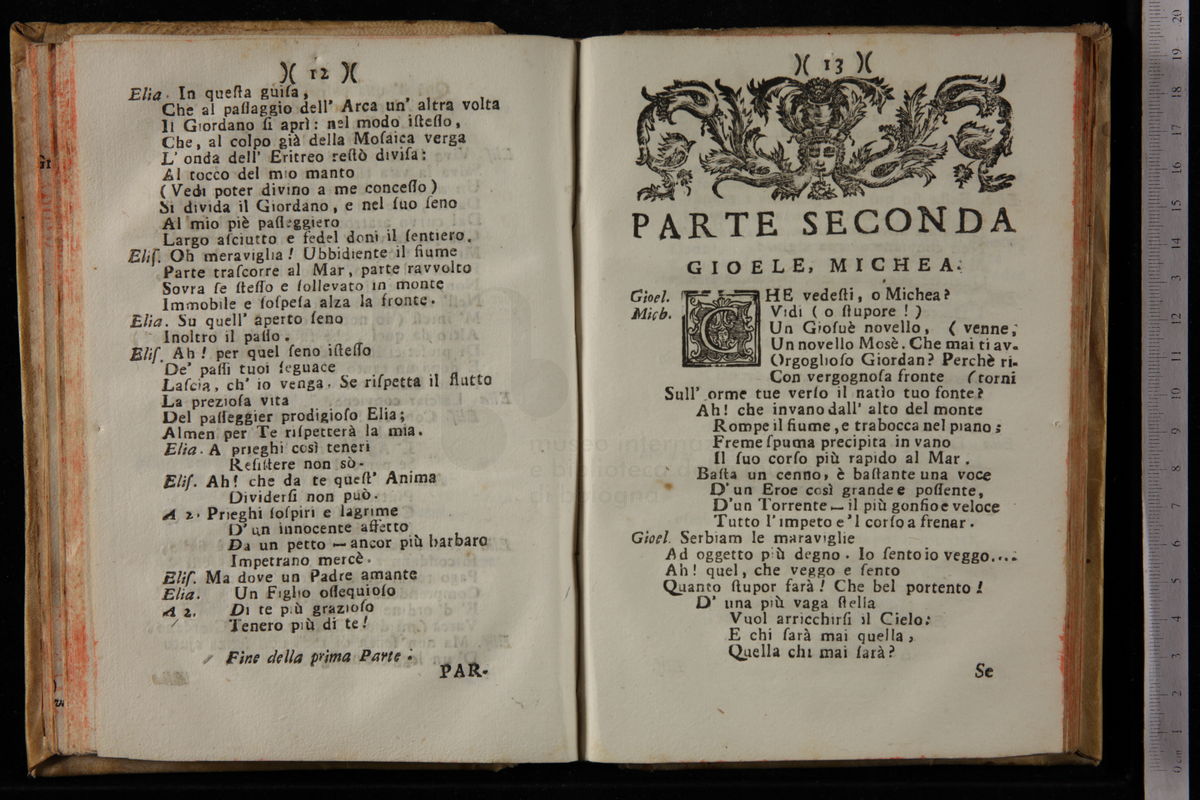 )( 12 )(
Elia. In queſta guiſa,
Che al paſſaggio dell' Arca un' altra volta
Il Giordano ſi aprì: nel modo iſteſſo,
Che, al colpo già della Moſaica verga
L' onda dell' Eritreo reſtò diviſa:
Al tocco del mio manto
(Vedi poter divino a me conceſſo)
Si divida il Giordano, e nel ſuo ſeno
Al mio piè paſſeggiero
Largo aſciutto e fedel doni il ſentiero.
Eliſ. Oh meraviglia! Ubbidiente il fiume
Parte traſcorre al Mar, parte ravvolto
Sovra ſe ſteſſo e ſollevato in monte
Immobile e ſoſpeſa alza la fronte.
Elia. Su quell' aperto ſeno
Inoltro il paſſo.
Eliſ. Ah! per quel ſeno iſteſſo
De' paſſi tuoi ſeguace
Laſcia, ch' io venga. Se riſpetta il flutto
La prezioſa vita
Del paſſeggier prodigioſo Elia;
Almen per Te riſpetterà la mia.
Elia. A prieghi così teneri
Reſiſtere non sò.
Eliſ. Ah! che da te queſt' Anima
Dividerſi non può.
A 2. Prieghi ſoſpiri e lagrime
D' un innocente affetto
Da un petto — ancor più barbaro
Impetrano mercè.
Eliſ. Ma dove un Padre amante
Elia. Un Figlio oſſequioſo
A 2. Di te più grazioſo
Tenero più di te!
Fine della prima Parte.
PAR-
)( 13 )(
PARTE SECONDA
GIOELE, MICHEA.
Gioel. CHE vedeſti, o Michea?
Mich. Vidi (o ſtupore!)
Un Gioſuè novello, (venne,
Un novello Mosè. Che mai ti av-
Orgoglioſo Giordan? Perchè ri-
Con vergognoſa fronte (torni
Sull' orme tue verſo il natìo tuo fonte?
Ah! che invano dall' alto del monte
Rompe il fiume, e trabocca nel piano;
Freme ſpuma precipita in vano
Il ſuo corſo più rapido al Mar.
Baſta un cenno, è baſtante una voce
D' un Eroe così grande e poſſente,
D'un Torrente — il più gonfio e veloce
Tutto l' impeto e 'l corſo a frenar.
Gioel. Serbiam le maraviglie
Ad oggetto più degno. Io ſento io veggo....
Ah! quel, che veggo e ſento
Quanto ſtupor farà! Che bel portento!
D' una più vaga ſtella
Vuol arricchirſi il Cielo:
E chi farà mai quella,
Quella chi mai ſarà?
Se